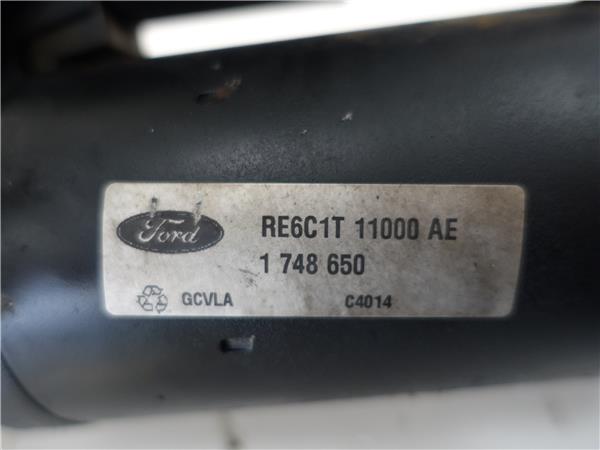 Ford
RE6C1T 11000 AE
1 748 650
GCVLA C4014